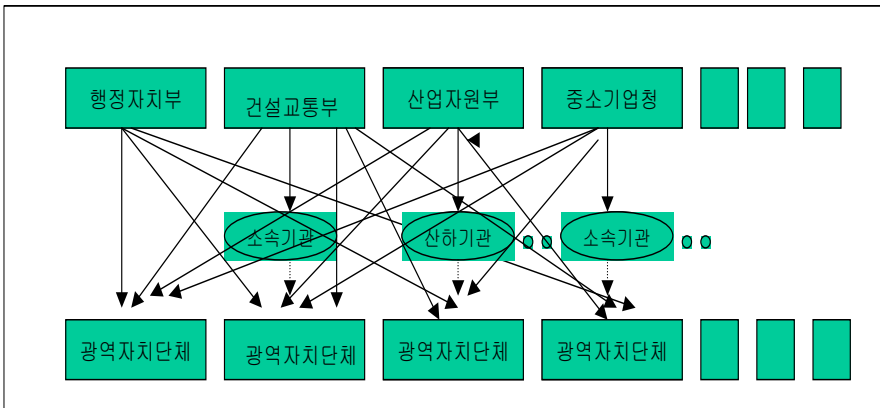 행정자치부
건설교통부
산업자원부
중소기업청
소속기관
산하기관
소속기관
광역자치단체
광역자치단체
광역자치단체
광역자치단체